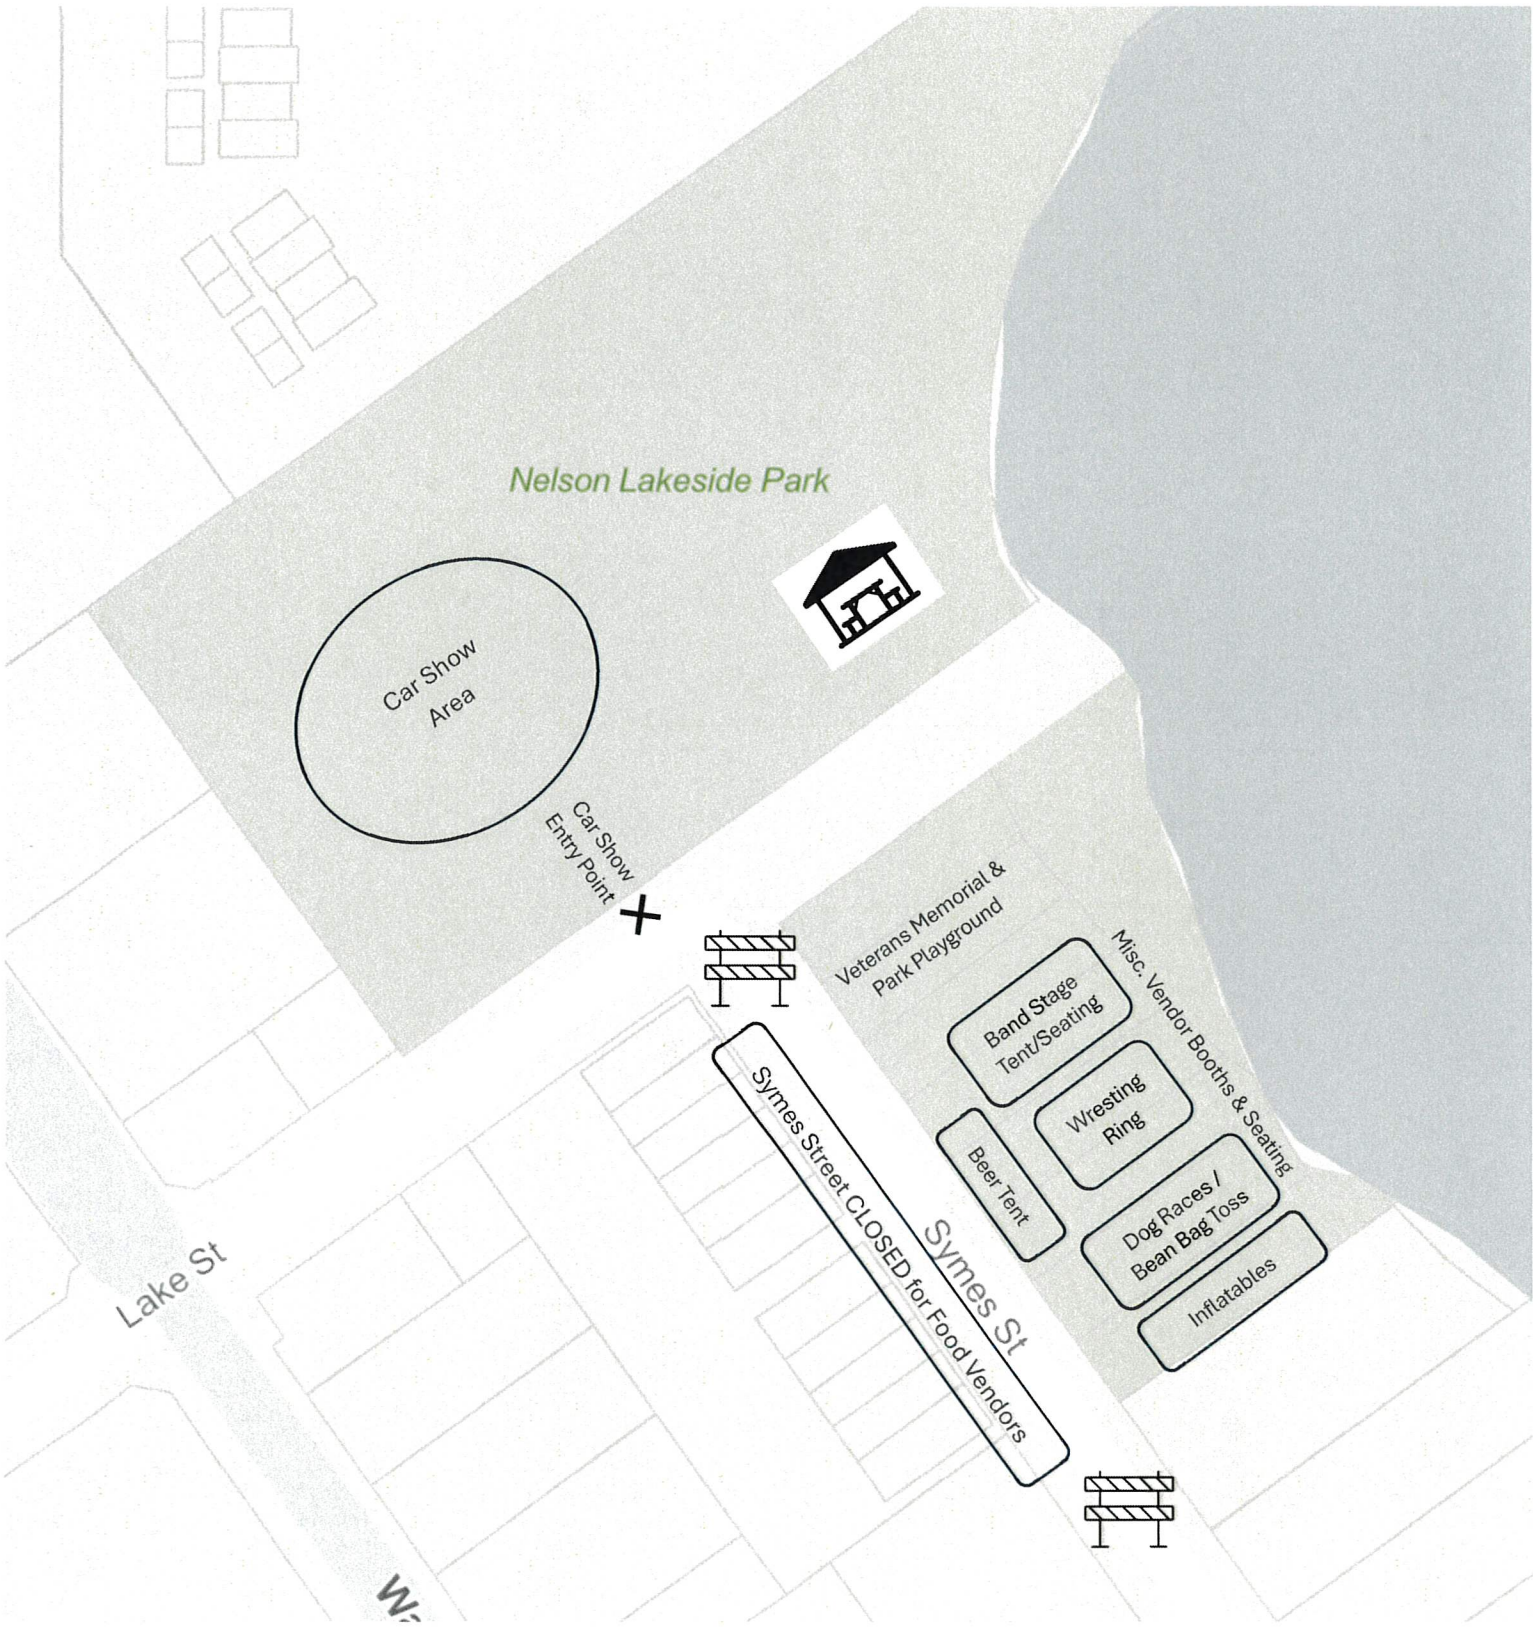 Nelson Lakeside Park
Car Show
Area
Car Show
Entry Point
Veterans Memorial &
Park Playground
Misc. Vendor Booths & Seating
Band Stage
Tent/Seating
Wresting
Ring
Beer Tent
Dog Races /
Bean Bag Toss
Inflatables
Symes Street CLOSED for Food Vendors
Symes St
Lake St